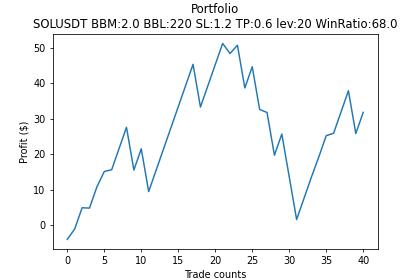 Portfolio
SOLUSDT BBM:2.0 BBL:220 SL:1.2 TP:0.6 lev:20 WinRatio:68.0
50
40
30
20
10
0
Profit ($)
0 5 10 15 20 25 30 35 40
Trade counts